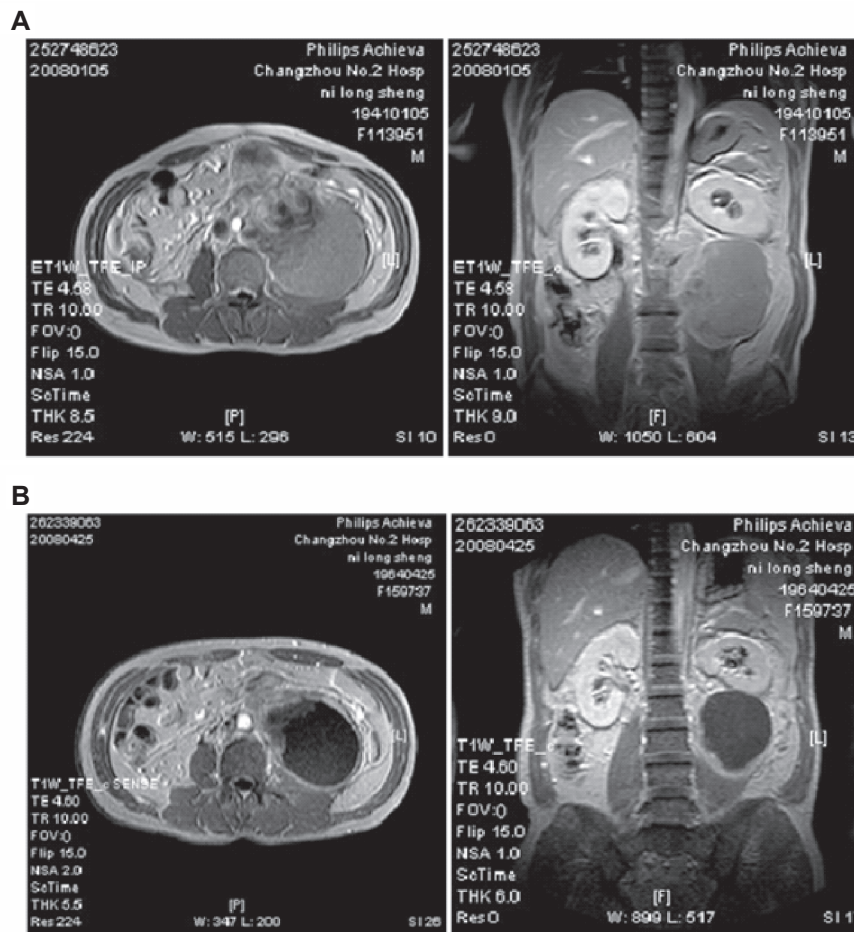 A
252748623
20080105
Philips Achieva
Changzhou No.2 Hosp
ni long sheng
19410105
F113951
M
[L]
ET1W_TFE_IP
TE 4.58
TR 10.00
FOV:()
Flip 15.0
NSA 1.0
ScTime
THK 8.5
Res 224
[P]
W: 515 L: 296
SI 10
252748623
20080105
Philips Achieva
Changzhou No.2 Hosp
ni long sheng
19410105
F113951
M
[L]
ET1W_TFE_c
TE 4.58
TR 10.00
FOV:()
Flip 15.0
NSA 1.0
ScTime
THK 9.0
Res 0
[F]
W: 1050 L: 604
SI 13
B
262339063
20080425
Philips Achieva
Changzhou No.2 Hosp
ni long sheng
19640425
F159737
M
[L]
T1W_TFE_c SENSE
TE 4.60
TR 10.00
FOV:()
Flip 15.0
NSA 2.0
ScTime
THK 5.5
Res 224
[P]
W: 347 L: 200
SI 26
262339063
20080425
Philips Achieva
Changzhou No.2 Hosp
ni long sheng
19640425
F159737
M
[L]
T1W_TFE_c
TE 4.60
TR 10.00
FOV:()
Flip 15.0
NSA 1.0
ScTime
THK 6.0
Res 0
[F]
W: 899 L: 517
SI 1